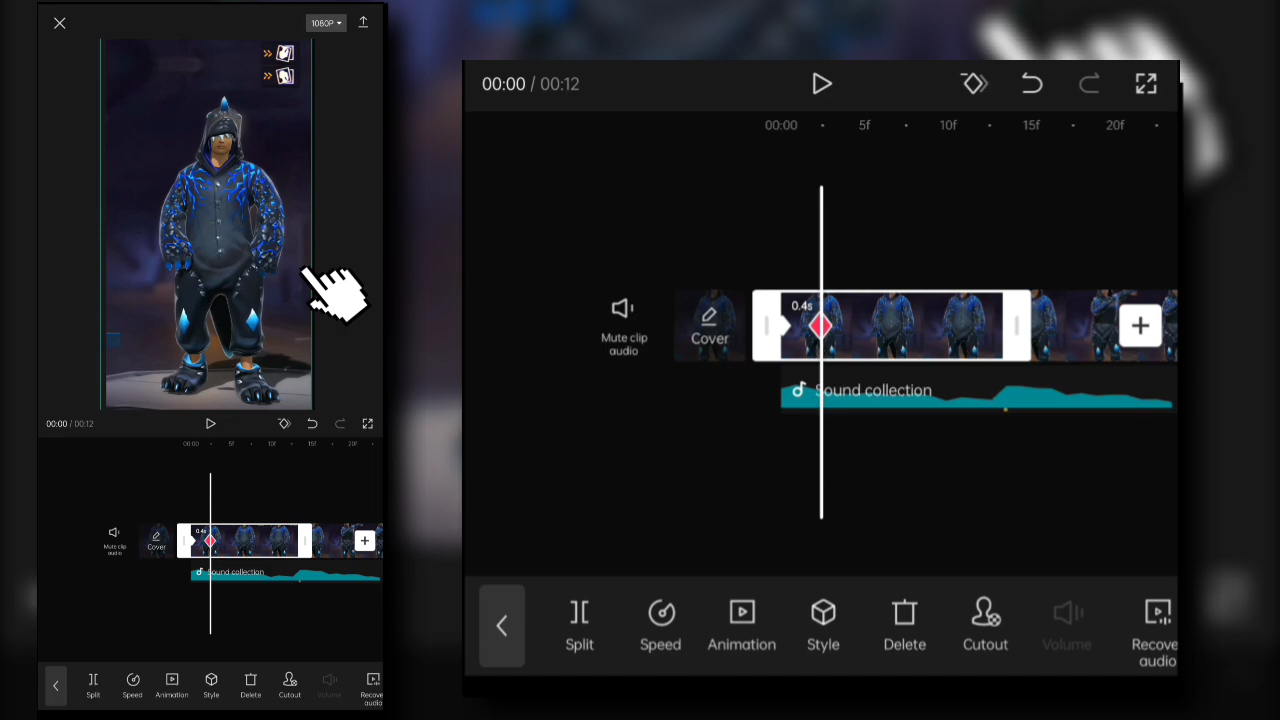 1080P
00:00 / 00:12
00:00 5f 10f 15f 20f
0.4s
Mute clip
audio
Cover
Sound collection
Split Speed Animation Style Delete Cutout Volume Recove
audio
00:00 / 00:12
00:00 5f 10f 15f 20f
0.4s
Mute clip
audio
Cover
Sound collection
Split Speed Animation Style Delete Cutout Volume Recove
audio